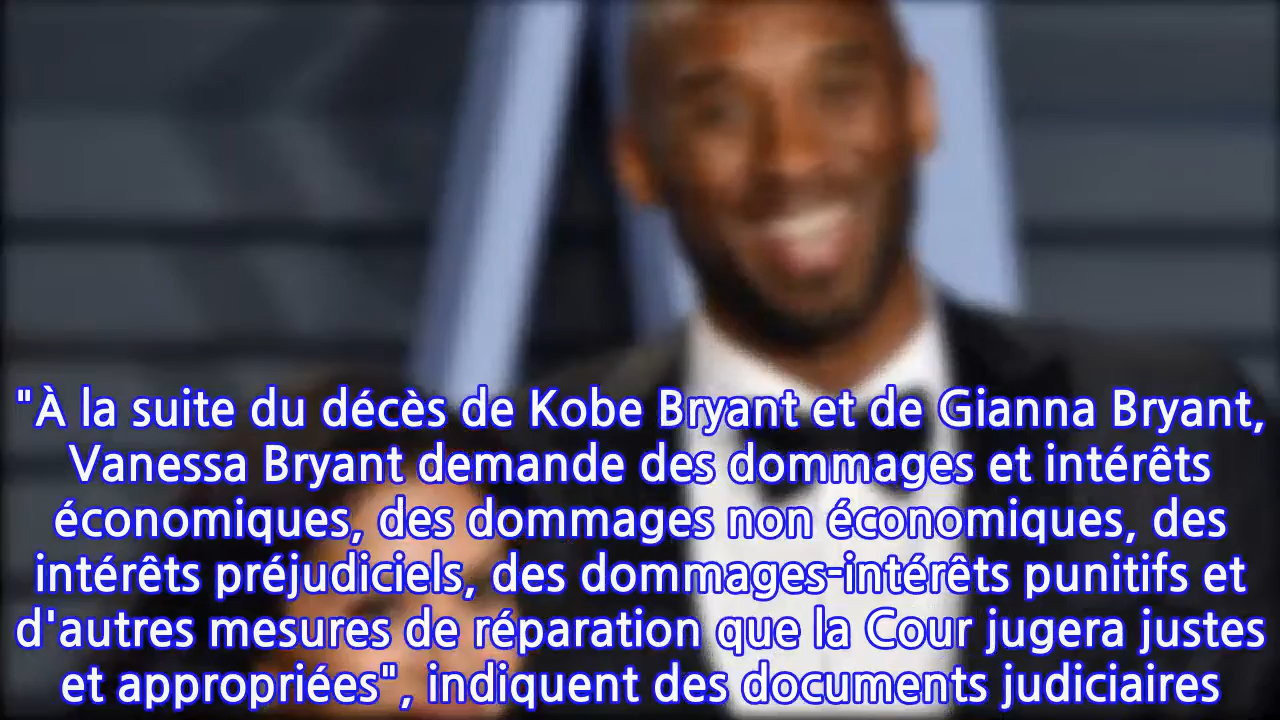 "À la suite du décès de Kobe Bryant et de Gianna Bryant,
Vanessa Bryant demande des dommages et intérêts
économiques, des dommages non économiques, des
intérêts préjudiciels, des dommages-intérêts punitifs et
d'autres mesures de réparation que la Cour jugera justes
et appropriées", indiquent des documents judiciaires